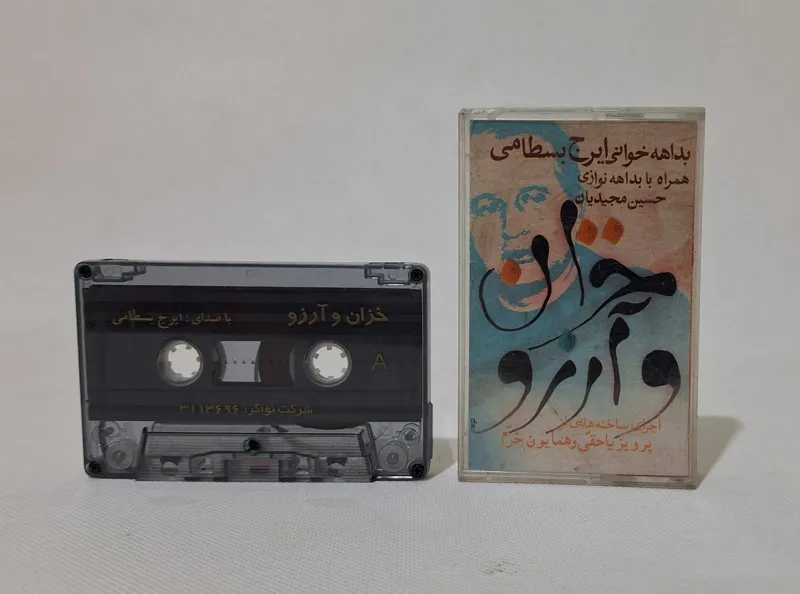 خزان و آرزو
با صدای: ایرج بسطامی
A
شرکت نواگر: ۳۱۱۳۶۹۶
بداهه خوانی ایرج بسطامی
همراه با بداهه نوازی
حسین مجیدیان
خزان
و آرزو
اجرای ساخته‌هایی از
پرویز یاحقی و همایون خرم